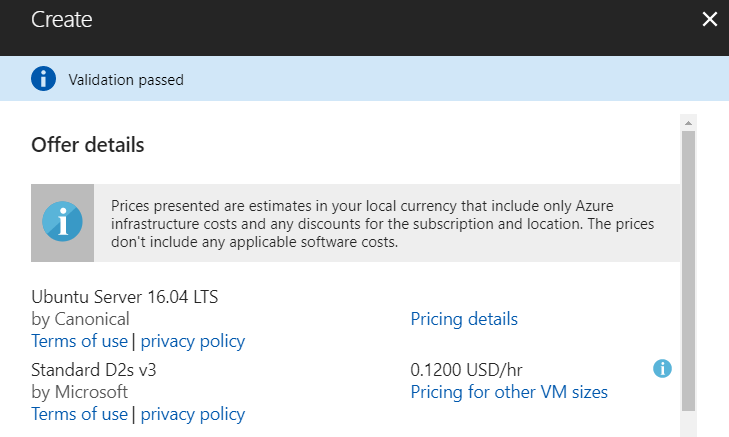 Create
Validation passed
Offer details
Prices presented are estimates in your local currency that include only Azure
infrastructure costs and any discounts for the subscription and location. The prices
don't include any applicable software costs.
Ubuntu Server 16.04 LTS
by Canonical Pricing details
Terms of use | privacy policy
Standard D2s v3 0.1200 USD/hr
by Microsoft Pricing for other VM sizes
Terms of use | privacy policy